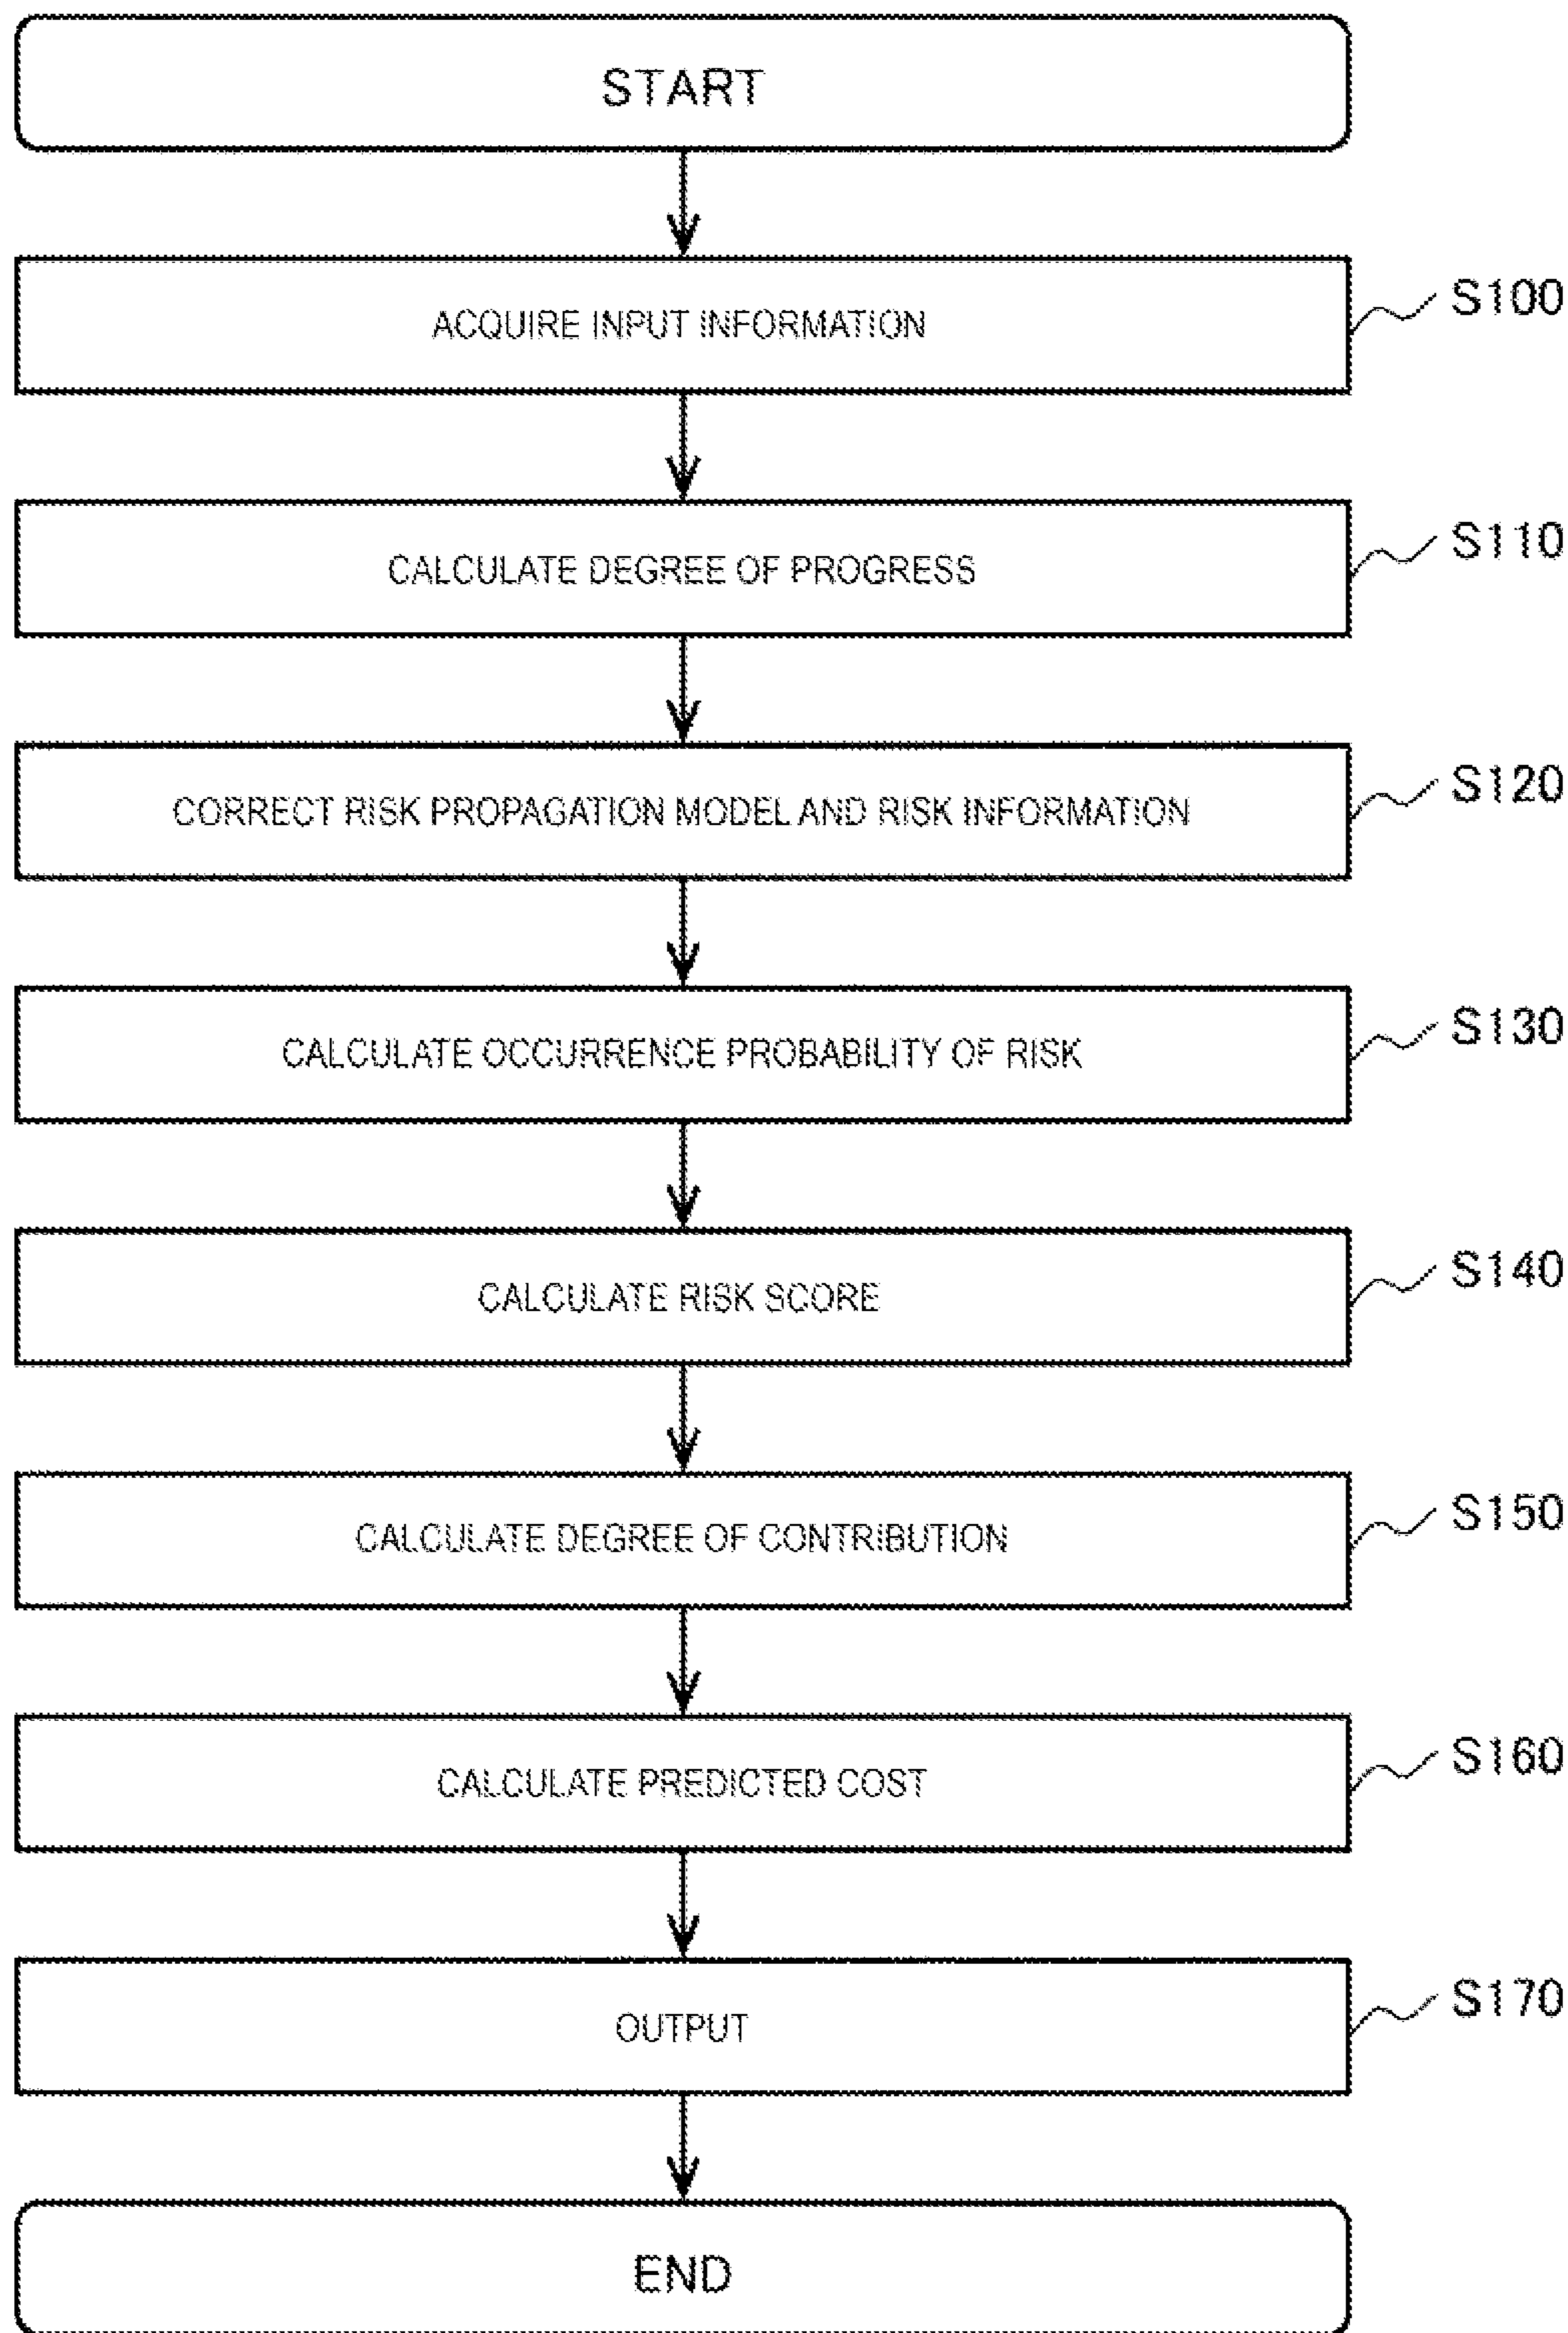 START
ACQUIRE INPUT INFORMATION
S100
CALCULATE DEGREE OF PROGRESS
S110
CORRECT RISK PROPAGATION MODEL AND RISK INFORMATION
S120
CALCULATE OCCURRENCE PROBABILITY OF RISK
S130
CALCULATE RISK SCORE
S140
CALCULATE DEGREE OF CONTRIBUTION
S150
CALCULATE PREDICTED COST
S160
OUTPUT
S170
END